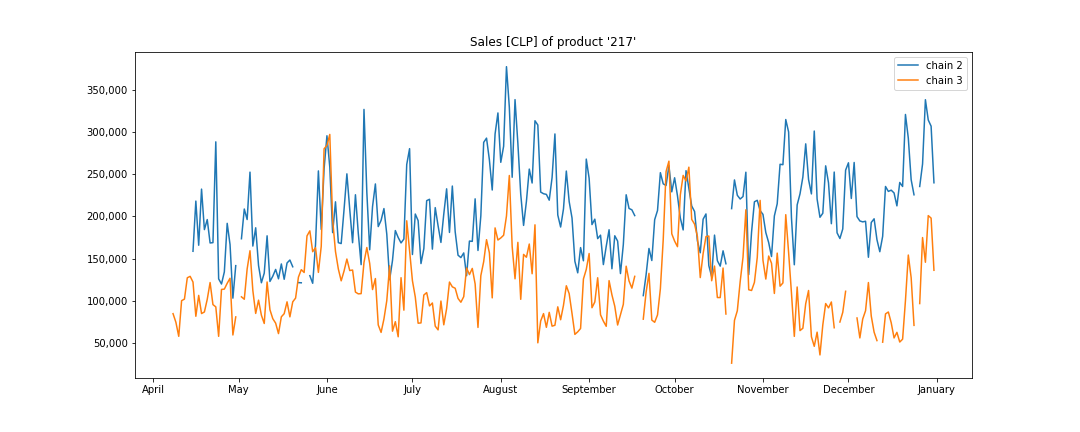 Sales [CLP] of product '217'
chain 2
chain 3
350,000
300,000
250,000
200,000
150,000
100,000
50,000
April May June July August September October November December January